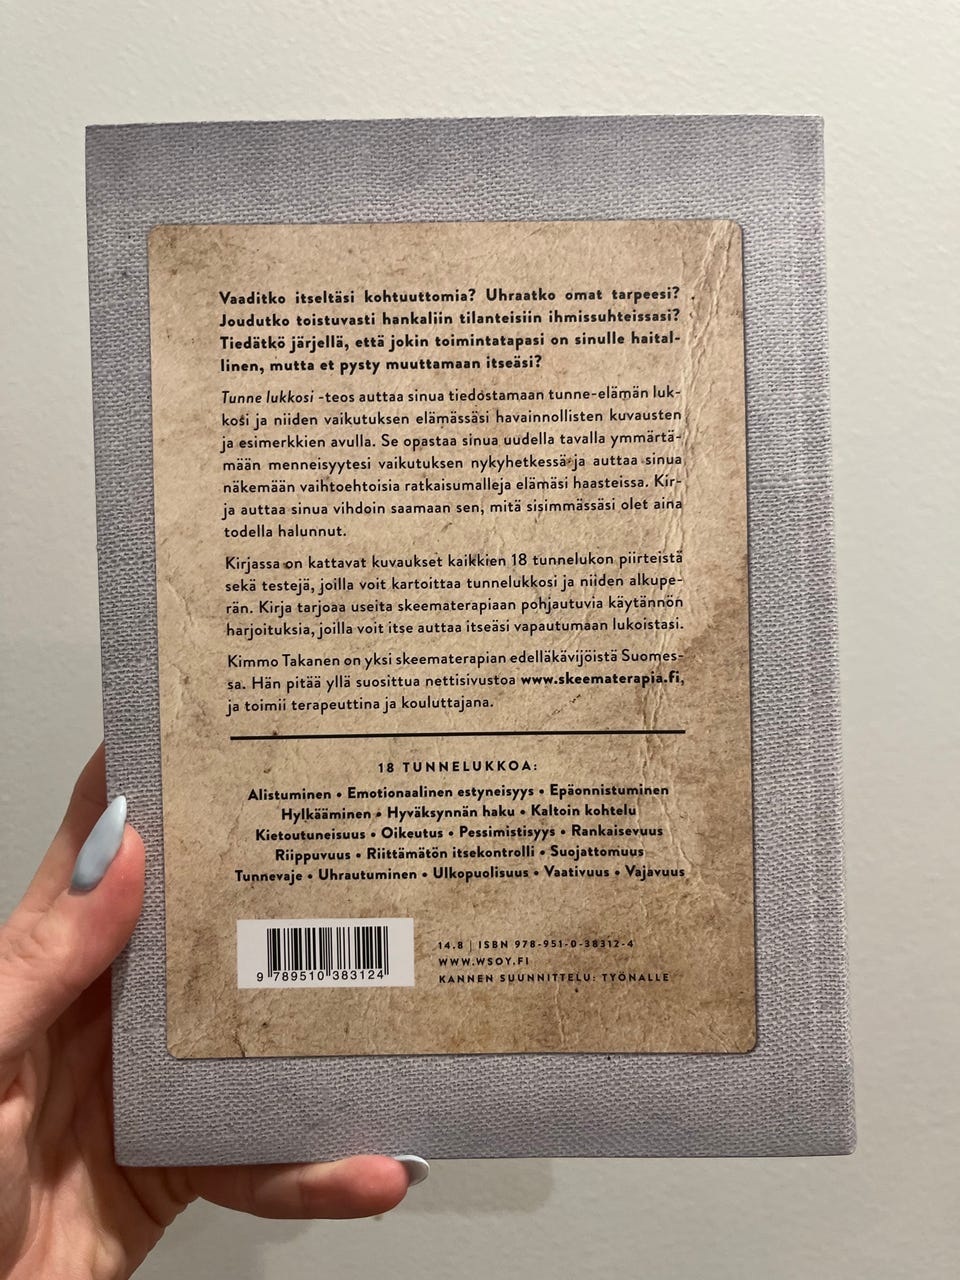 Vaaditko itseltäsi kohtuuttomia? Uhraatko omat tarpeesi?
Joudutko toistuvasti hankaliin tilanteisiin ihmissuhteissasi?
Tiedätkö järjellä, että jokin toimintatapasi on sinulle haital-
linen, mutta et pysty muuttamaan itseäsi?
Tunne lukkosi -teos auttaa sinua tiedostamaan tunne-elämän luk-
kosi ja niiden vaikutuksen elämässäsi havainnollisten kuvausten
ja esimerkkien avulla. Se opastaa sinua uudella tavalla ymmärtä-
mään menneisyytesi vaikutuksen nykyhetkessä ja auttaa sinua
näkemään vaihtoehtoisia ratkaisumalleja elämäsi haasteissa. Kir-
ja auttaa sinua vihdoin saamaan sen, mitä sisimmässäsi olet aina
todella halunnut.
Kirjassa on kattavat kuvaukset kaikkien 18 tunnelukon piirteistä
sekä testejä, joilla voit kartoittaa tunnelukkosi ja niiden alkupe-
rän. Kirja tarjoaa useita skeematerapiaan pohjautuvia käytännön
harjoituksia, joilla voit itse auttaa itseäsi vapautumaan lukoistasi.
Kimmo Takanen on yksi skeematerapian edelläkävijöistä Suomes-
sa. Hän pitää yllä suosittua nettisivustoa www.skeematerapia.fi,
ja toimii terapeuttina ja kouluttajana.
18 TUNNELUKKOA:
Alistuminen • Emotionaalinen estyneisyys • Epäonnistuminen
Hylkääminen • Hyväksynnän haku • Kaltoin kohtelu
Kietoutuneisuus • Oikeutus • Pessimistisyys • Rankaisevuus
Riippuvuus • Riittämätön itsekontrolli • Suojattomuus
Tunnevaje • Uhrautuminen • Ulkopuolisuus • Vaativuus • Vajavuus
14.8 | ISBN 978-951-0-38312-4
WWW.WSOY.FI
KANNEN SUUNNITTELU: TYÖNALLE
9 789510 383124